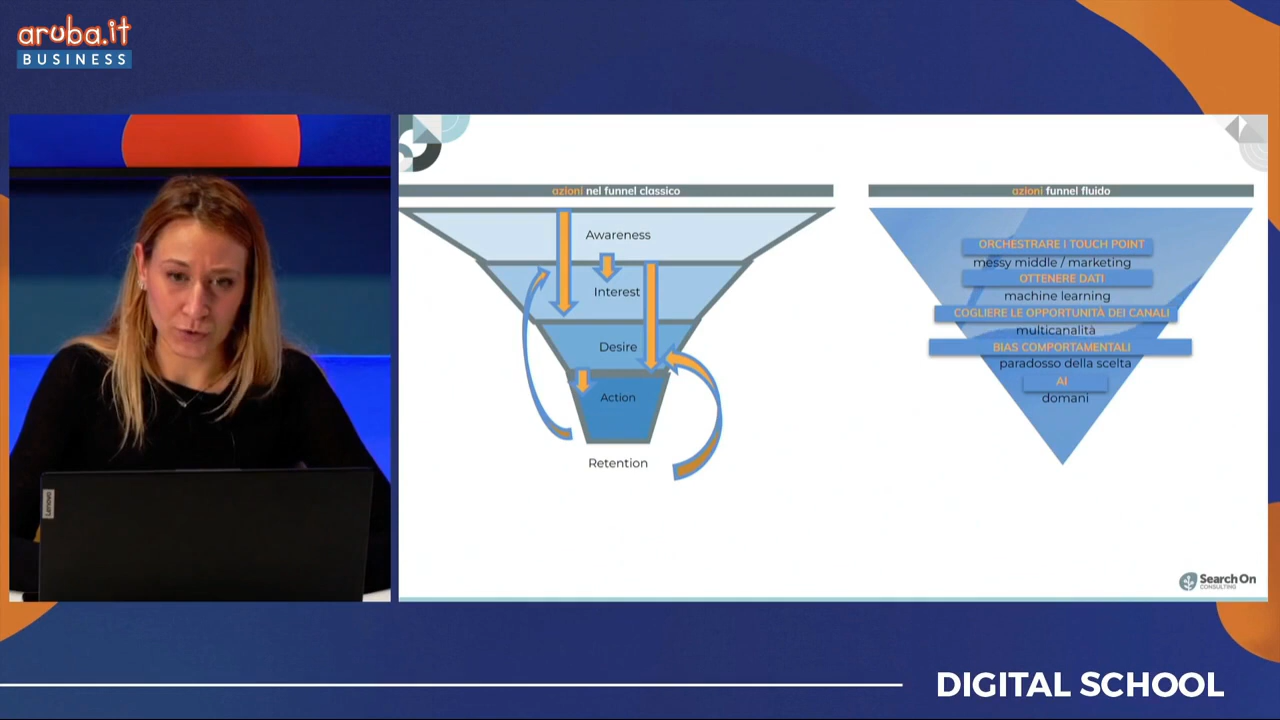 aruba.it
BUSINESS
Lenovo
azioni nel funnel classico
Awareness
Interest
Desire
Action
Retention
azioni funnel fluido
ORCHESTRARE I TOUCH POINT
messy middle / marketing
OTTENERE DATI
machine learning
COGLIERE LE OPPORTUNITÀ DEI CANALI
multicanalità
BIAS COMPORTAMENTALI
paradosso della scelta
AI
domani
Search On
CONSULTING
DIGITAL SCHOOL